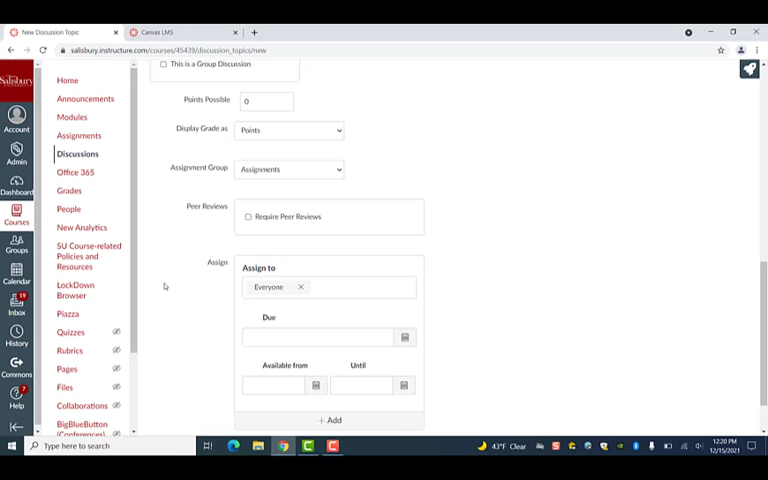 New Discussion Topic
Canvas LMS
salisbury.instructure.com/courses/45439/discussion_topics/new
Salisbury
Account
Admin
Dashboard
Courses
Groups
Calendar
19
Inbox
History
Commons
7
Help
Home
Announcements
Modules
Assignments
Discussions
Office 365
Grades
People
New Analytics
SU Course-related
Policies and
Resources
LockDown
Browser
Piazza
Quizzes
Rubrics
Pages
Files
Collaborations
BigBlueButton
(Conferences)
This is a Group Discussion
Points Possible
0
Display Grade as
Points
Assignment Group
Assignments
Peer Reviews
Require Peer Reviews
Assign
Assign to
Everyone
Due
Available from
Until
+ Add
Type here to search
43°F Clear
12:20 PM
12/15/2021